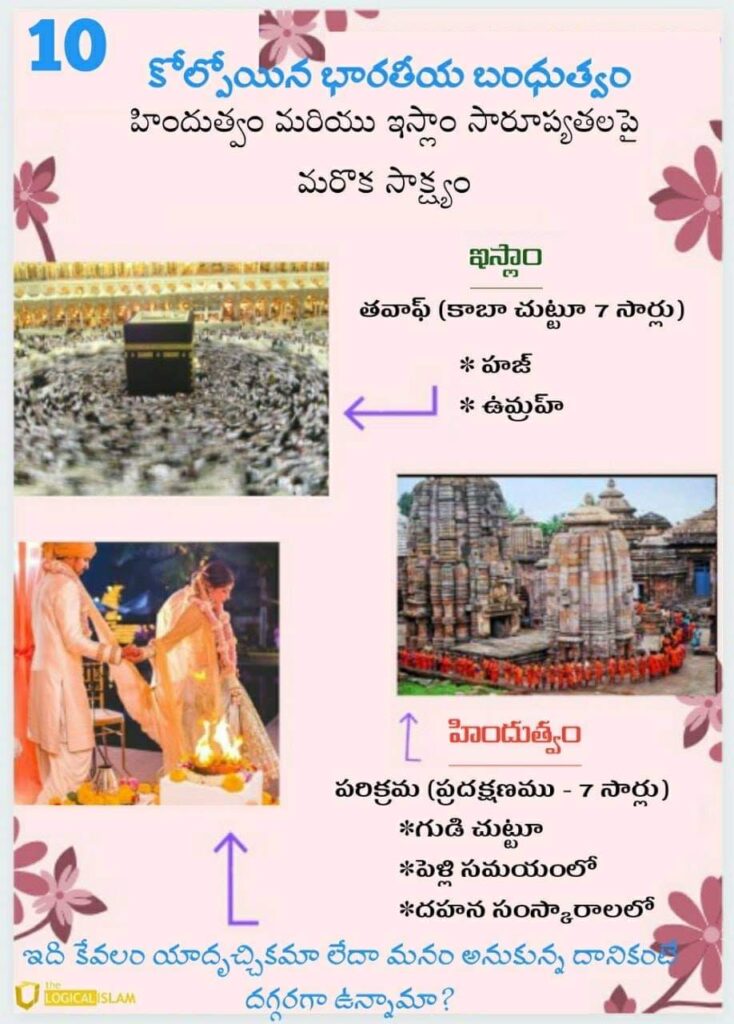 10
కోల్పోయిన భారతీయ బంధుత్వం
హిందుత్వం మరియు ఇస్లాం సారూప్యతలపై
మరొక సాక్ష్యం
ఇస్లాం
తవాఫ్ (కాబా చుట్టూ 7 సార్లు)
* హజ్
* ఉమ్రహ్
హిందుత్వం
పరిక్రమ (ప్రదక్షణము - 7 సార్లు)
*గుడి చుట్టూ
*పెళ్లి సమయంలో
*దహన సంస్కారాలలో
ఇది కేవలం యాదృచ్చికమా లేదా మనం అనుకున్న దానికంటే
దగ్గరగా ఉన్నామా?
the
LOGICAL ISLAM